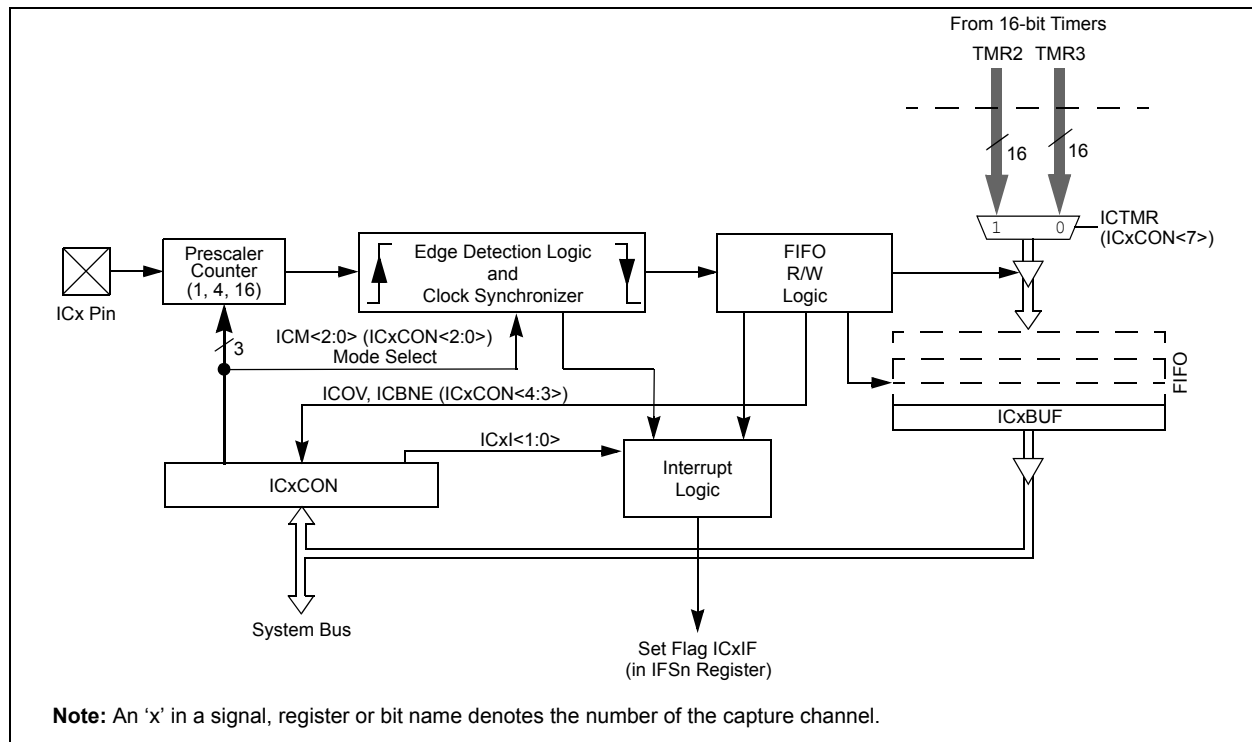 From 16-bit Timers
TMR2 TMR3
16 16
1 0
ICTMR
(ICxCON<7>)
Prescaler
Counter
(1, 4, 16)
Edge Detection Logic
and
Clock Synchronizer
FIFO
R/W
Logic
ICx Pin
3
ICM<2:0> (ICxCON<2:0>)
Mode Select
FIFO
ICOV, ICBNE (ICxCON<4:3>)
ICxBUF
ICxI<1:0>
ICxCON
Interrupt
Logic
System Bus
Set Flag ICxIF
(in IFSn Register)
Note: An ‘x’ in a signal, register or bit name denotes the number of the capture channel.